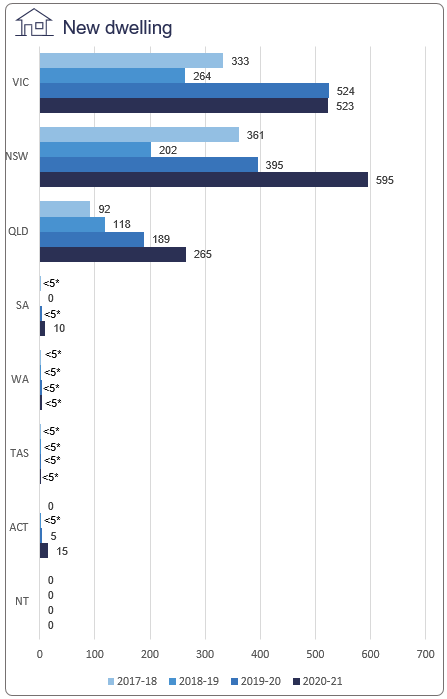 New dwelling
VIC
333
264
524
523
NSW
361
202
395
595
QLD
92
118
189
265
SA
<5*
0
<5*
10
WA
<5*
<5*
<5*
<5*
TAS
<5*
<5*
<5*
<5*
ACT
0
<5*
5
15
NT
0
0
0
0
0 100 200 300 400 500 600 700
2017-18 2018-19 2019-20 2020-21